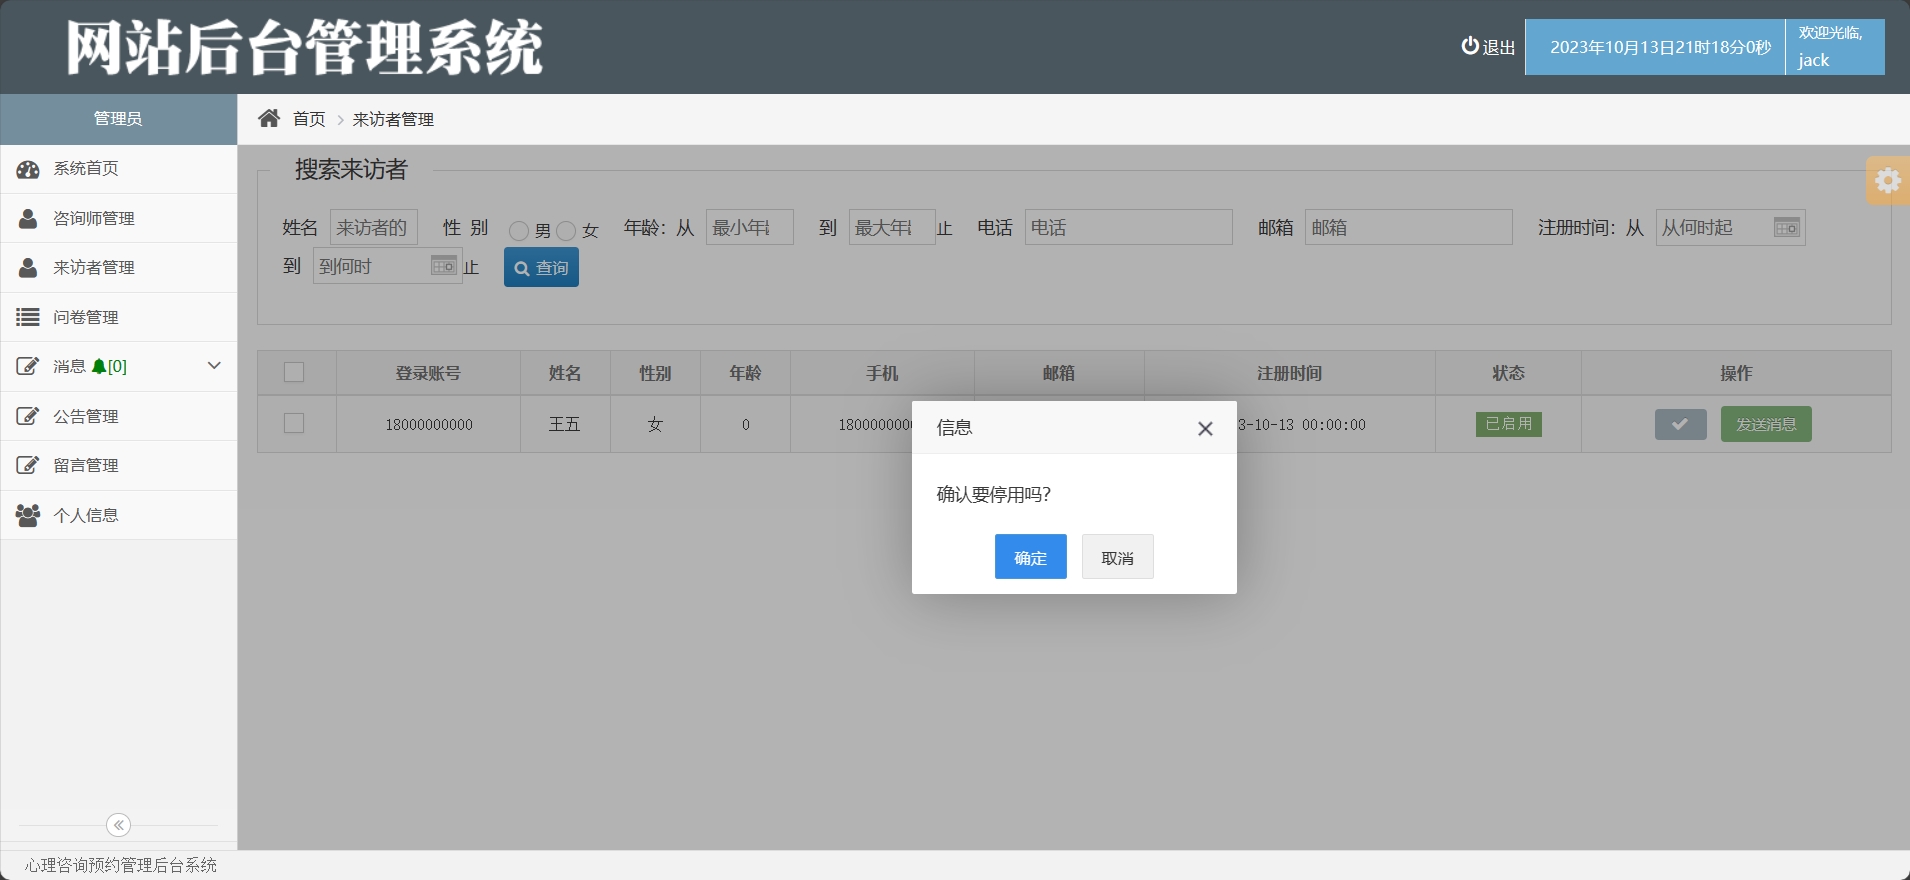 网站后台管理系统
退出
2023年10月13日21时18分0秒
欢迎光临,
jack
管理员
首页 > 来访者管理
系统首页
咨询师管理
来访者管理
问卷管理
消息 [0]
公告管理
留言管理
个人信息
搜索来访者
姓名 来访者的 性 别 男 女 年龄：从 最小年龄 到 最大年龄 止 电话 电话 邮箱 邮箱 注册时间：从 从何时起
到 到何时 止 查询
登录账号 姓名 性别 年龄 手机 邮箱 注册时间 状态 操作
18000000000 王五 女 0 1800000000 3-10-13 00:00:00 已启用 发送消息
信息
确认要停用吗？
确定 取消
心理咨询预约管理后台系统